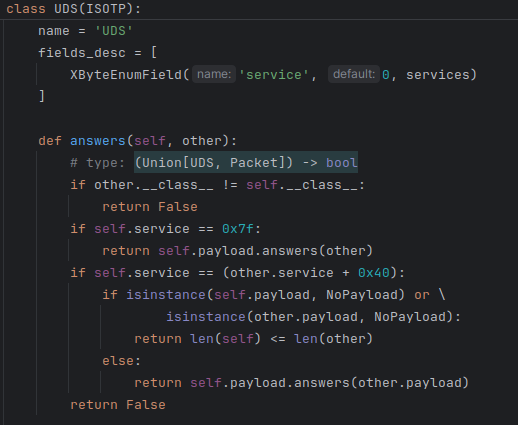 class UDS(ISOTP):
    name = 'UDS'
    fields_desc = [
        XByteEnumField( name: 'service',  default: 0, services)
    ]

    def answers(self, other):
        # type: (Union[UDS, Packet]) -> bool
        if other.__class__ != self.__class__:
            return False
        if self.service == 0x7f:
            return self.payload.answers(other)
        if self.service == (other.service + 0x40):
            if isinstance(self.payload, NoPayload) or \
                    isinstance(other.payload, NoPayload):
                return len(self) <= len(other)
            else:
                return self.payload.answers(other.payload)
        return False